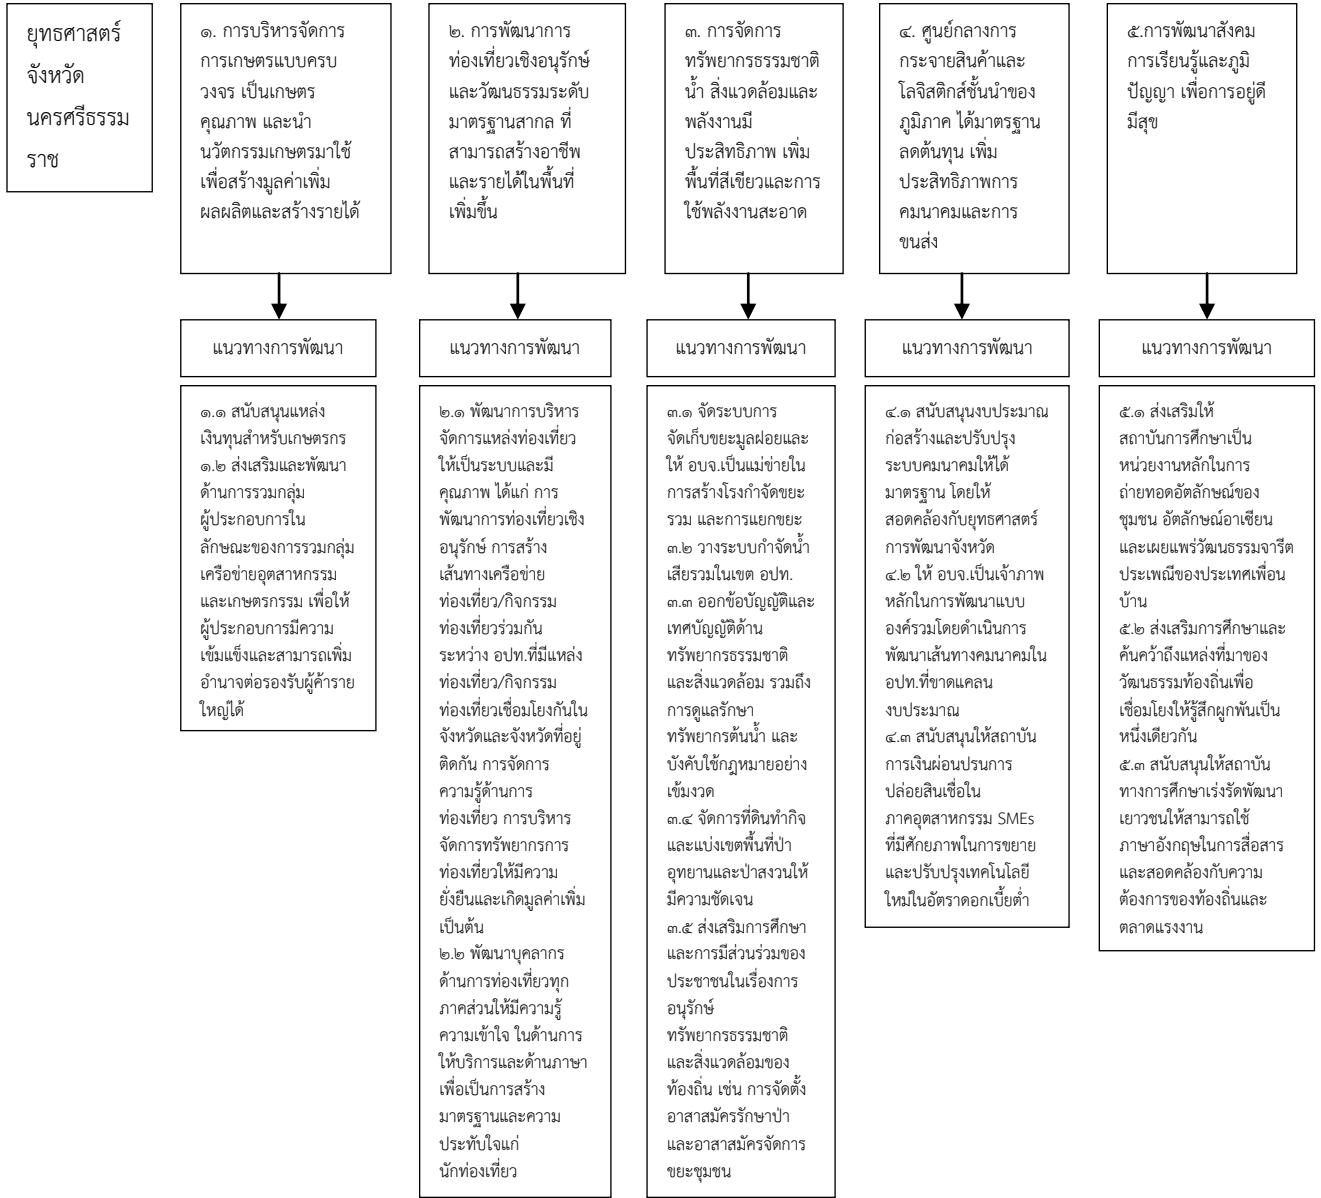 ยุทธศาสตร์
จังหวัด
นครศรีธรรม
ราช
๑. การบริหารจัดการ
การเกษตรแบบครบ
วงจร เป็นเกษตร
คุณภาพ และนำ
นวัตกรรมเกษตรมาใช้
เพื่อสร้างมูลค่าเพิ่ม
ผลผลิตและสร้างรายได้
๒. การพัฒนาการ
ท่องเที่ยวเชิงอนุรักษ์
และวัฒนธรรมระดับ
มาตรฐานสากล ที่
สามารถสร้างอาชีพ
และรายได้ในพื้นที่
เพิ่มขึ้น
๓. การจัดการ
ทรัพยากรธรรมชาติ
น้ำ สิ่งแวดล้อมและ
พลังงานมี
ประสิทธิภาพ เพิ่ม
พื้นที่สีเขียวและการ
ใช้พลังงานสะอาด
๔. ศูนย์กลางการ
กระจายสินค้าและ
โลจิสติกส์ชั้นนำของ
ภูมิภาค ได้มาตรฐาน
ลดต้นทุน เพิ่ม
ประสิทธิภาพการ
คมนาคมและการ
ขนส่ง
๕.การพัฒนาสังคม
การเรียนรู้และภูมิ
ปัญญา เพื่อการอยู่ดี
มีสุข
แนวทางการพัฒนา
แนวทางการพัฒนา
แนวทางการพัฒนา
แนวทางการพัฒนา
แนวทางการพัฒนา
๑.๑ สนับสนุนแหล่ง
เงินทุนสำหรับเกษตรกร
๑.๒ ส่งเสริมและพัฒนา
ด้านการรวมกลุ่ม
ผู้ประกอบการใน
ลักษณะของการรวมกลุ่ม
เครือข่ายอุตสาหกรรม
และเกษตรกรรม เพื่อให้
ผู้ประกอบการมีความ
เข้มแข็งและสามารถเพิ่ม
อำนาจต่อรองรับผู้ค้าราย
ใหญ่ได้
๒.๑ พัฒนาการบริหาร
จัดการแหล่งท่องเที่ยว
ให้เป็นระบบและมี
คุณภาพ ได้แก่ การ
พัฒนาการท่องเที่ยวเชิง
อนุรักษ์ การสร้าง
เส้นทางเครือข่าย
ท่องเที่ยว/กิจกรรม
ท่องเที่ยวร่วมกัน
ระหว่าง อปท.ที่มีแหล่ง
ท่องเที่ยว/กิจกรรม
ท่องเที่ยวเชื่อมโยงกันใน
จังหวัดและจังหวัดที่อยู่
ติดกัน การจัดการ
ความรู้ด้านการ
ท่องเที่ยว การบริหาร
จัดการทรัพยากรการ
ท่องเที่ยวให้มีความ
ยั่งยืนและเกิดมูลค่าเพิ่ม
เป็นต้น
๒.๒ พัฒนาบุคลากร
ด้านการท่องเที่ยวทุก
ภาคส่วนให้มีความรู้
ความเข้าใจ ในด้านการ
ให้บริการและด้านภาษา
เพื่อเป็นการสร้าง
มาตรฐานและความ
ประทับใจแก่
นักท่องเที่ยว
๓.๑ จัดระบบการ
จัดเก็บขยะมูลฝอยและ
ให้ อบจ.เป็นแม่ข่ายใน
การสร้างโรงกำจัดขยะ
รวม และการแยกขยะ
๓.๒ วางระบบกำจัดน้ำ
เสียรวมในเขต อปท.
๓.๓ ออกข้อบัญญัติและ
เทศบัญญัติด้าน
ทรัพยากรธรรมชาติ
และสิ่งแวดล้อม รวมถึง
การดูแลรักษา
ทรัพยากรต้นน้ำ และ
บังคับใช้กฎหมายอย่าง
เข้มงวด
๓.๔ จัดการที่ดินทำกิจ
และแบ่งเขตพื้นที่ป่า
อุทยานและป่าสงวนให้
มีความชัดเจน
๓.๕ ส่งเสริมการศึกษา
และการมีส่วนร่วมของ
ประชาชนในเรื่องการ
อนุรักษ์
ทรัพยากรธรรมชาติ
และสิ่งแวดล้อมของ
ท้องถิ่น เช่น การจัดตั้ง
อาสาสมัครรักษาป่า
และอาสาสมัครจัดการ
ขยะชุมชน
๔.๑ สนับสนุนงบประมาณ
ก่อสร้างและปรับปรุง
ระบบคมนาคมให้ได้
มาตรฐาน โดยให้
สอดคล้องกับยุทธศาสตร์
การพัฒนาจังหวัด
๔.๒ ให้ อบจ.เป็นเจ้าภาพ
หลักในการพัฒนาแบบ
องค์รวมโดยดำเนินการ
พัฒนาเส้นทางคมนาคมใน
อปท.ที่ขาดแคลน
งบประมาณ
๔.๓ สนับสนุนให้สถาบัน
การเงินผ่อนปรนการ
ปล่อยสินเชื่อใน
ภาคอุตสาหกรรม SMEs
ที่มีศักยภาพในการขยาย
และปรับปรุงเทคโนโลยี
ใหม่ในอัตราดอกเบี้ยต่ำ
๕.๑ ส่งเสริมให้
สถาบันการศึกษาเป็น
หน่วยงานหลักในการ
ถ่ายทอดอัตลักษณ์ของ
ชุมชน อัตลักษณ์อาเซียน
และเผยแพร่วัฒนธรรมจารีต
ประเพณีของประเทศเพื่อน
บ้าน
๕.๒ ส่งเสริมการศึกษาและ
ค้นคว้าถึงแหล่งที่มาของ
วัฒนธรรมท้องถิ่นเพื่อ
เชื่อมโยงให้รู้สึกผูกพันเป็น
หนึ่งเดียวกัน
๕.๓ สนับสนุนให้สถาบัน
ทางการศึกษาเร่งรัดพัฒนา
เยาวชนให้สามารถใช้
ภาษาอังกฤษในการสื่อสาร
และสอดคล้องกับความ
ต้องการของท้องถิ่นและ
ตลาดแรงงาน